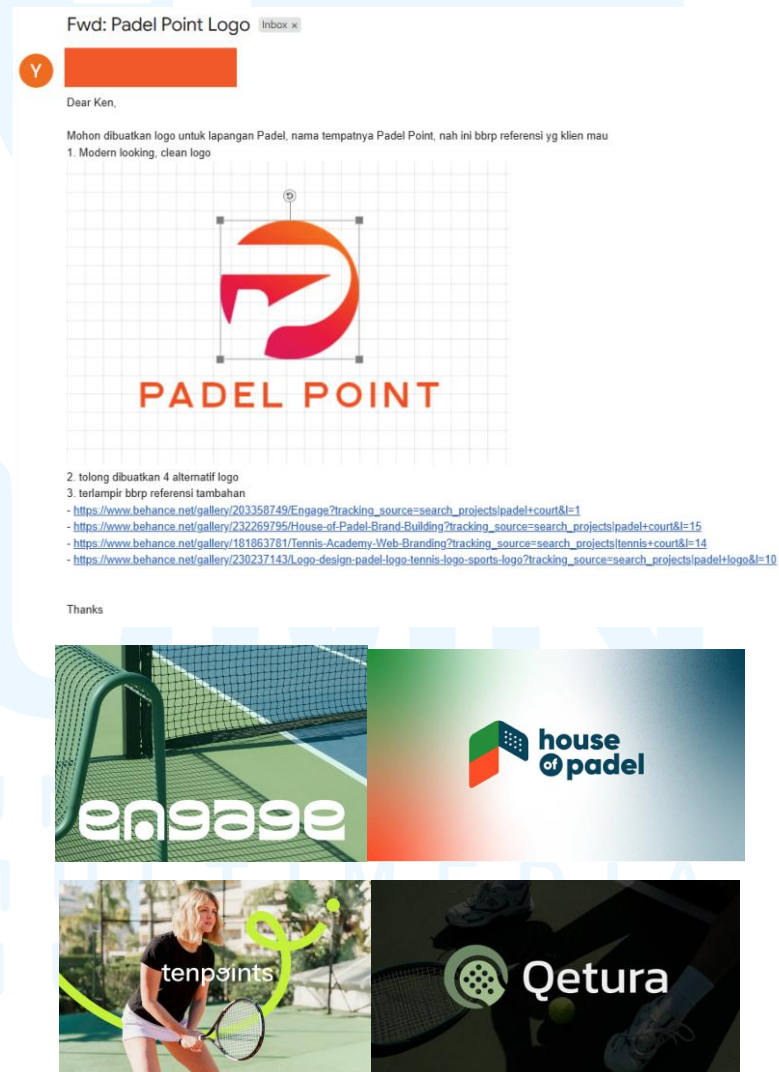 Fwd: Padel Point Logo Inbox x
Y
Dear Ken,
Mohon dibuatkan logo untuk lapangan Padel, nama tempatnya Padel Point, nah ini bbrp referensi yg klien mau
1. Modern looking, clean logo
PADEL POINT
2. tolong dibuatkan 4 alternatif logo
3. terlampir bbrp referensi tambahan
- https://www.behance.net/gallery/203358749/Engage?tracking_source=search_projects|padel+court&l=1
- https://www.behance.net/gallery/232269795/House-of-Padel-Brand-Building?tracking_source=search_projects|padel+court&l=15
- https://www.behance.net/gallery/181863781/Tennis-Academy-Web-Branding?tracking_source=search_projects|tennis+court&l=14
- https://www.behance.net/gallery/230237143/Logo-design-padel-logo-tennis-logo-sports-logo?tracking_source=search_projects|padel+logo&l=10
Thanks
engage
house
of padel
tenpoints
Qetura